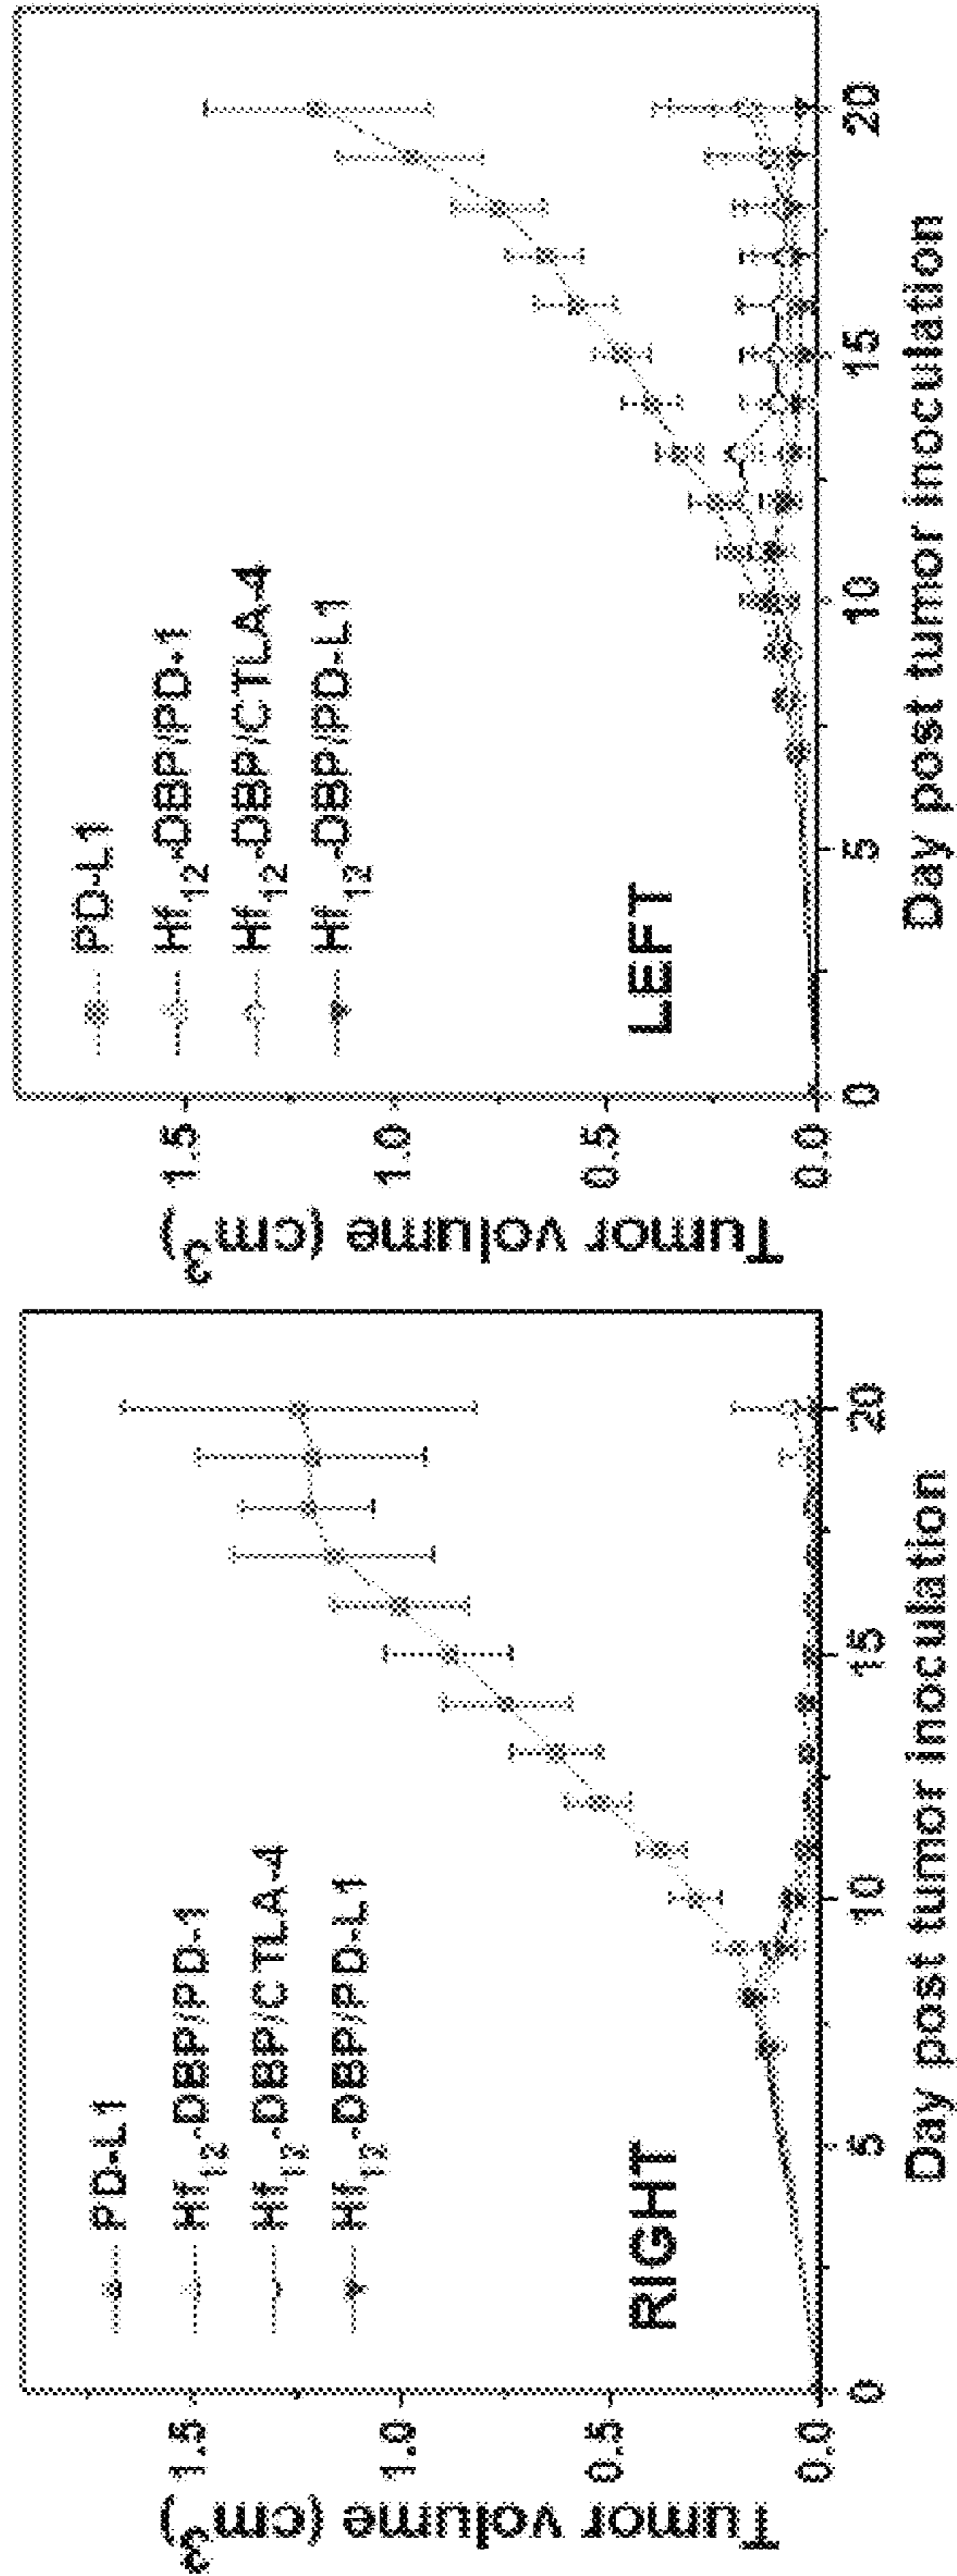 Tumor volume (cm³)
1.5
1.0
0.5
0.0
PD-L1
Hf₁₂-DBP/PD-1
Hf₁₂-DBP/CTLA-4
Hf₁₂-DBP/PD-L1
RIGHT
0 5 10 15 20
Day post tumor inoculation
Tumor volume (cm³)
1.5
1.0
0.5
0.0
PD-L1
Hf₁₂-DBP/PD-1
Hf₁₂-DBP/CTLA-4
Hf₁₂-DBP/PD-L1
LEFT
0 5 10 15 20
Day post tumor inoculation